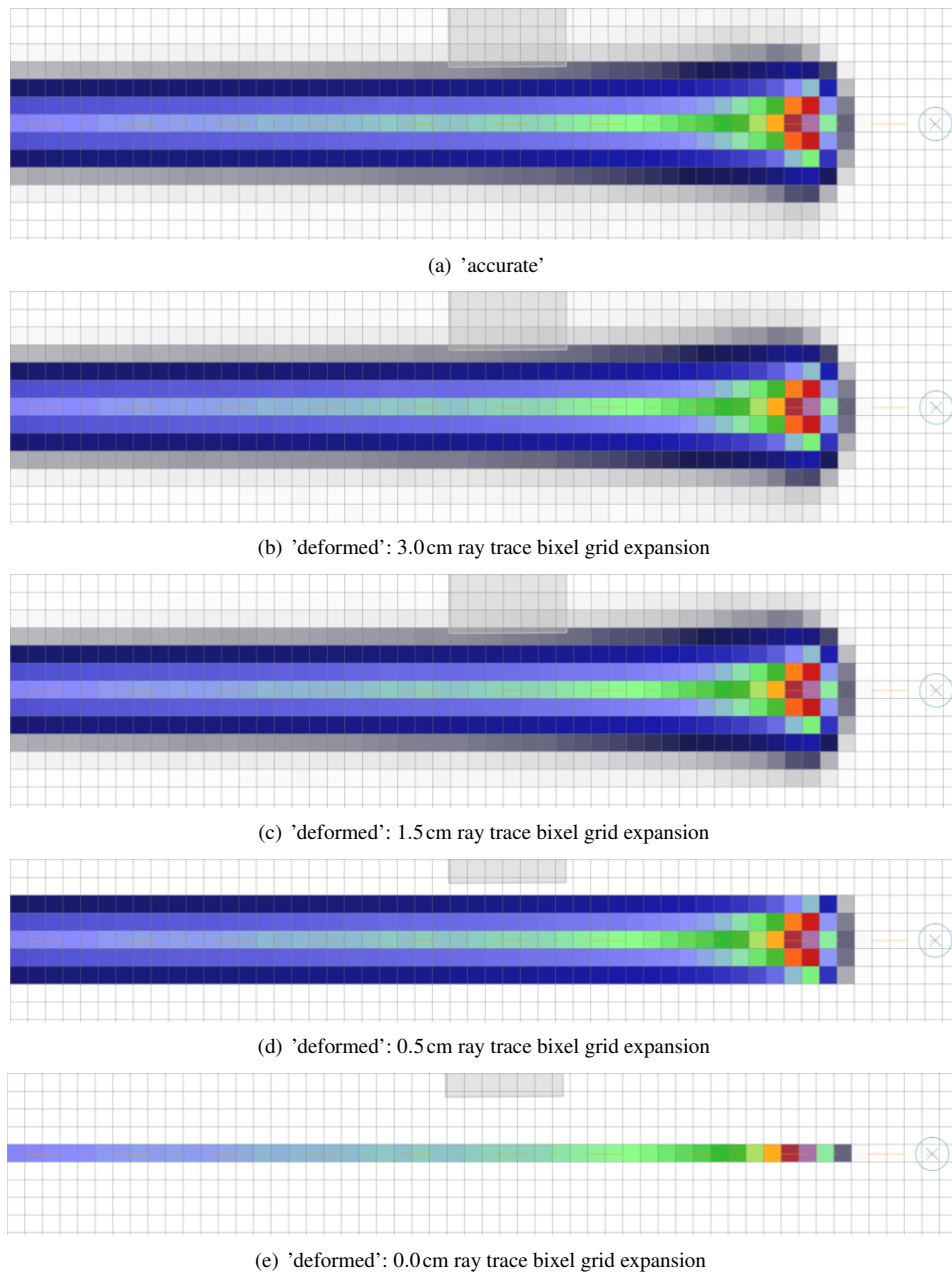 (a) ’accurate’
(b) ’deformed’: 3.0 cm ray trace bixel grid expansion
(c) ’deformed’: 1.5 cm ray trace bixel grid expansion
(d) ’deformed’: 0.5 cm ray trace bixel grid expansion
(e) ’deformed’: 0.0 cm ray trace bixel grid expansion